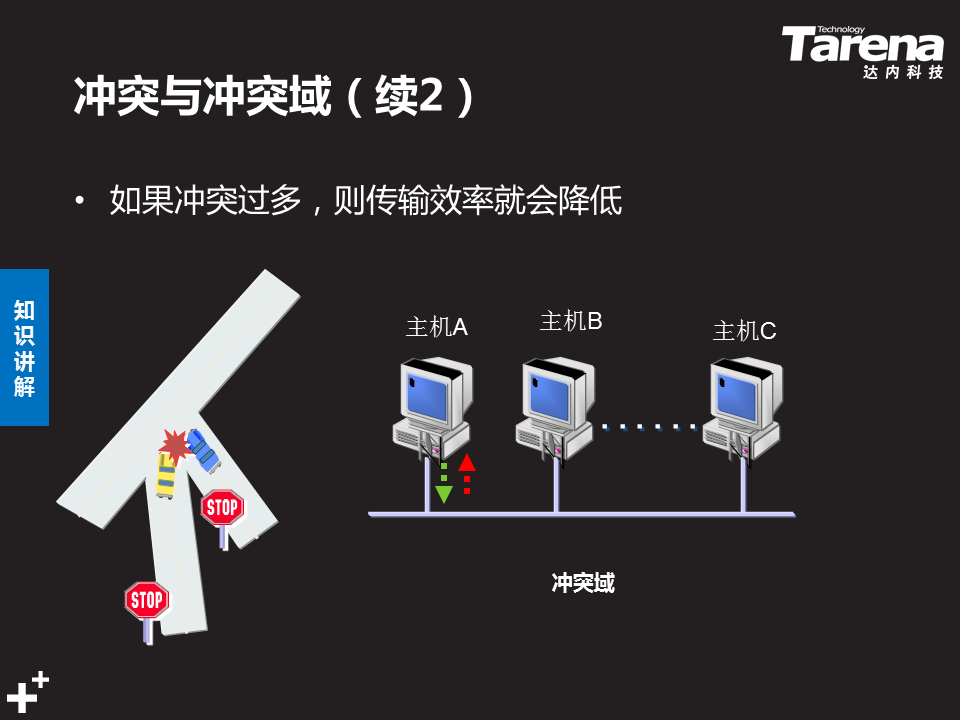 Technology
Tarena
达内科技
冲突与冲突域（续2）
• 如果冲突过多，则传输效率就会降低
知识讲解
主机A
主机B
主机C
STOP
STOP
冲突域